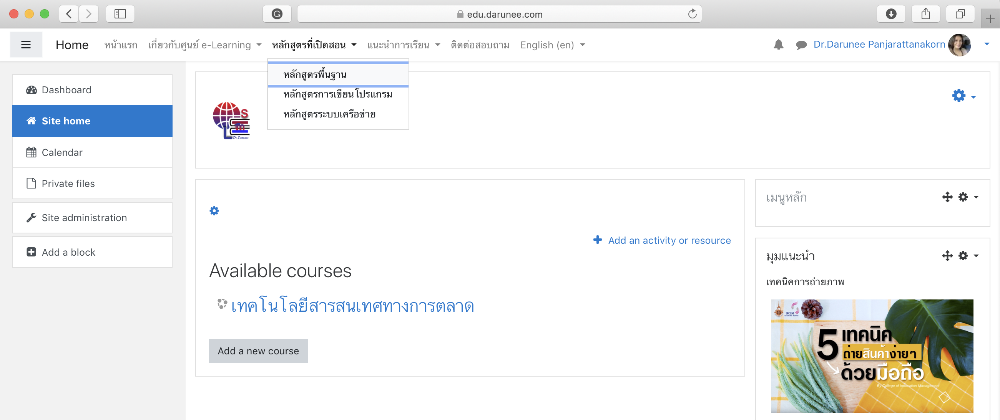 edu.darunee.com
Home หน้าแรก เกี่ยวกับศูนย์ e-Learning หลักสูตรที่เปิดสอน แนะนำการเรียน ติดต่อสอบถาม English (en) Dr.Darunee Panjarattanakorn
หลักสูตรพื้นฐาน
หลักสูตรการเขียนโปรแกรม
หลักสูตรระบบเครือข่าย
Dashboard
Site home
Calendar
Private files
Site administration
Add a block
S
m
L
Dr.Darunee
Add an activity or resource
Available courses
เทคโนโลยีสารสนเทศทางการตลาด
Add a new course
เมนูหลัก
มุมแนะนำ
เทคนิคการถ่ายภาพ
RCIM
Graduate School
5 เทคนิค
ถ่ายสินค้าง่ายๆ
ด้วยมือถือ
By College of Innovation Management